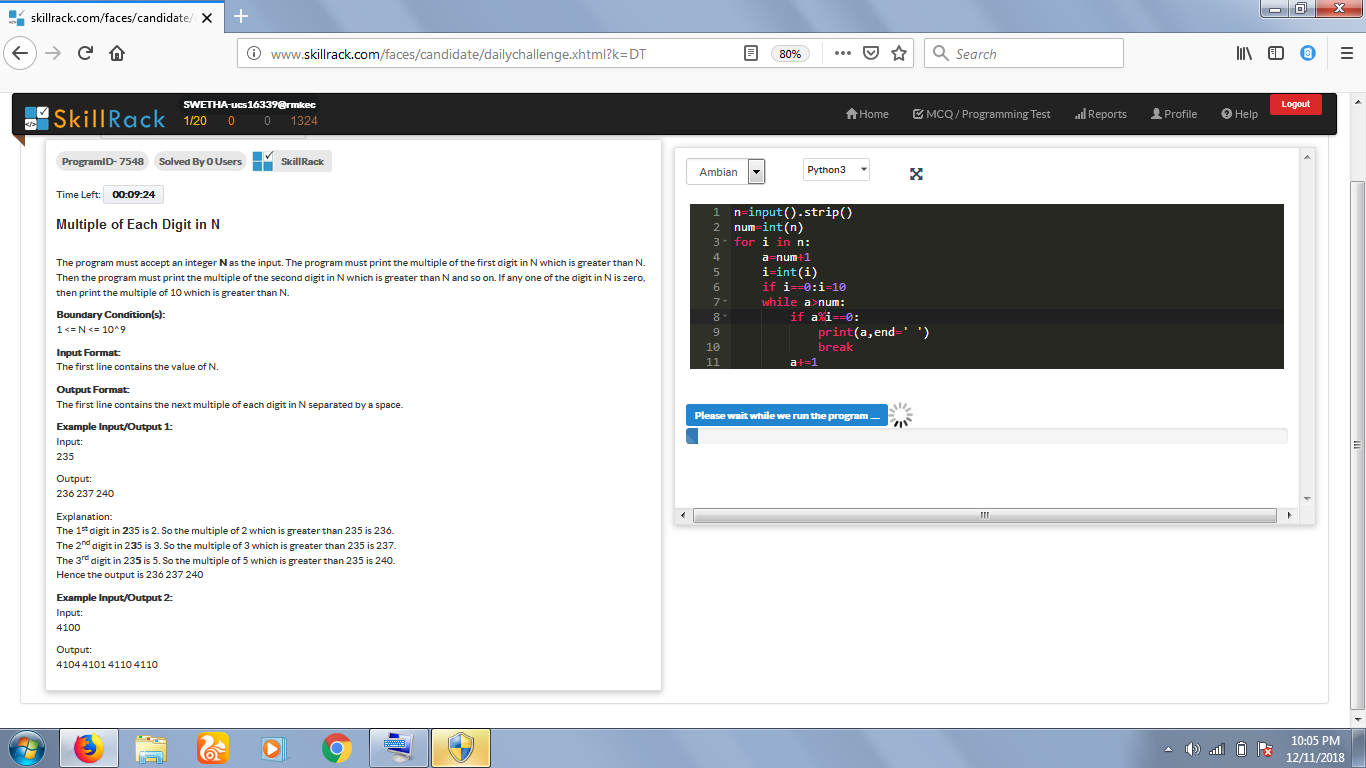 skillrack.com/faces/candidate/
www.skillrack.com/faces/candidate/dailychallenge.xhtml?k=DT
80%
Search
SkillRack
SWETHA-ucs16339@rmkec
1/20 0 0 1324
Home
MCQ / Programming Test
Reports
Profile
Help
Logout
ProgramID- 7548
Solved By 0 Users
SkillRack
Time Left: 00:09:24
Multiple of Each Digit in N
The program must accept an integer N as the input. The program must print the multiple of the first digit in N which is greater than N.
Then the program must print the multiple of the second digit in N which is greater than N and so on. If any one of the digit in N is zero,
then print the multiple of 10 which is greater than N.
Boundary Condition(s):
1 <= N <= 10^9
Input Format:
The first line contains the value of N.
Output Format:
The first line contains the next multiple of each digit in N separated by a space.
Example Input/Output 1:
Input:
235
Output:
236 237 240
Explanation:
The 1st digit in 235 is 2. So the multiple of 2 which is greater than 235 is 236.
The 2nd digit in 235 is 3. So the multiple of 3 which is greater than 235 is 237.
The 3rd digit in 235 is 5. So the multiple of 5 which is greater than 235 is 240.
Hence the output is 236 237 240
Example Input/Output 2:
Input:
4100
Output:
4104 4101 4110 4110
Ambian
Python3
1 n=input().strip()
2 num=int(n)
3 for i in n:
4     a=num+1
5     i=int(i)
6     if i==0:i=10
7     while a>num:
8         if a%i==0:
9             print(a,end=' ')
10             break
11         a+=1
Please wait while we run the program ....
10:05 PM
12/11/2018